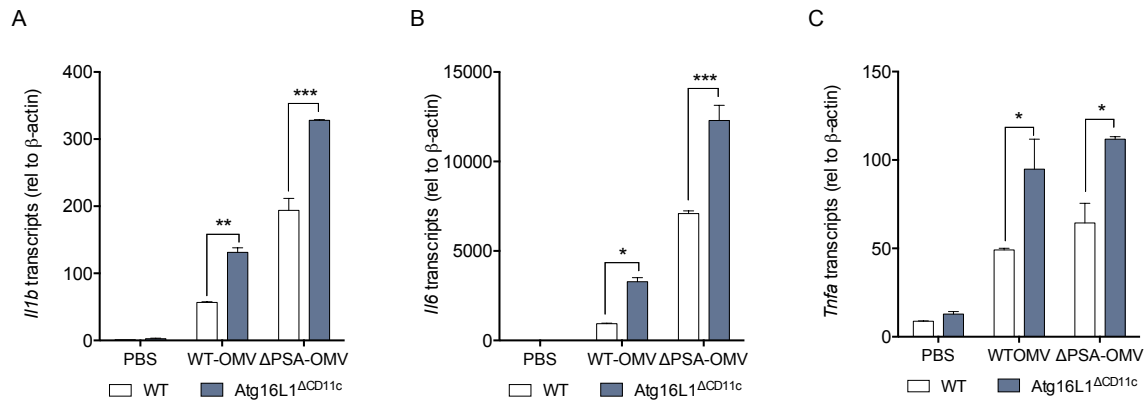 A
Il1b transcripts (rel to β-actin)
400
300
200
100
0
***
**
PBS
WT-OMV
ΔPSA-OMV
WT
Atg16L1ΔCD11c
B
Il6 transcripts (rel to β-actin)
15000
10000
5000
0
***
*
PBS
WT-OMV
ΔPSA-OMV
WT
Atg16L1ΔCD11c
C
Tnfa transcripts (rel to β-actin)
150
100
50
0
*
*
PBS
WTOMV
ΔPSA-OMV
WT
Atg16L1ΔCD11c